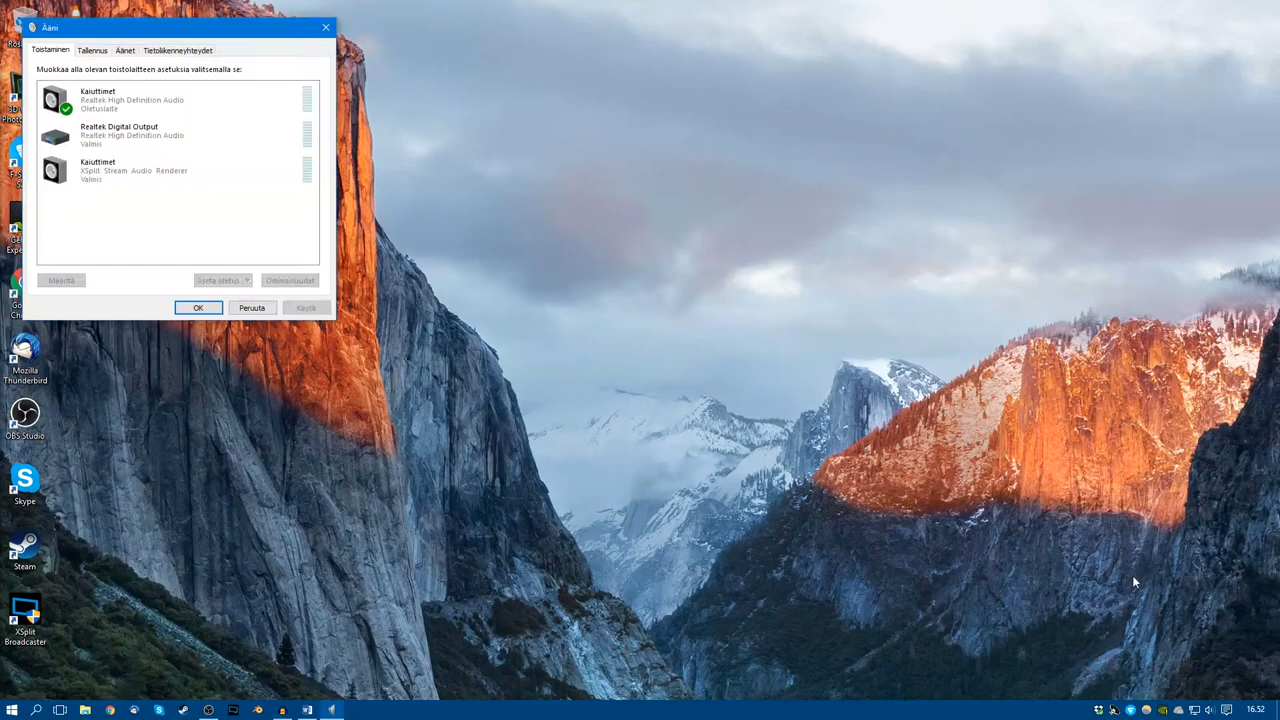 Ääni
Toistaminen
Tallennus
Äänet
Tietoliikenneyhteydet
Muokkaa alla olevan toistolaitteen asetuksia valitsemalla se:
Kaiuttimet
Realtek High Definition Audio
Oletuslaite
Realtek Digital Output
Realtek High Definition Audio
Valmis
Kaiuttimet
XSplit Stream Audio Renderer
Valmis
Määritä
Aseta oletus
Ominaisuudet
OK
Peruuta
Käytä
Mozilla
Thunderbird
OBS Studio
Skype
Steam
XSplit
Broadcaster
16.52